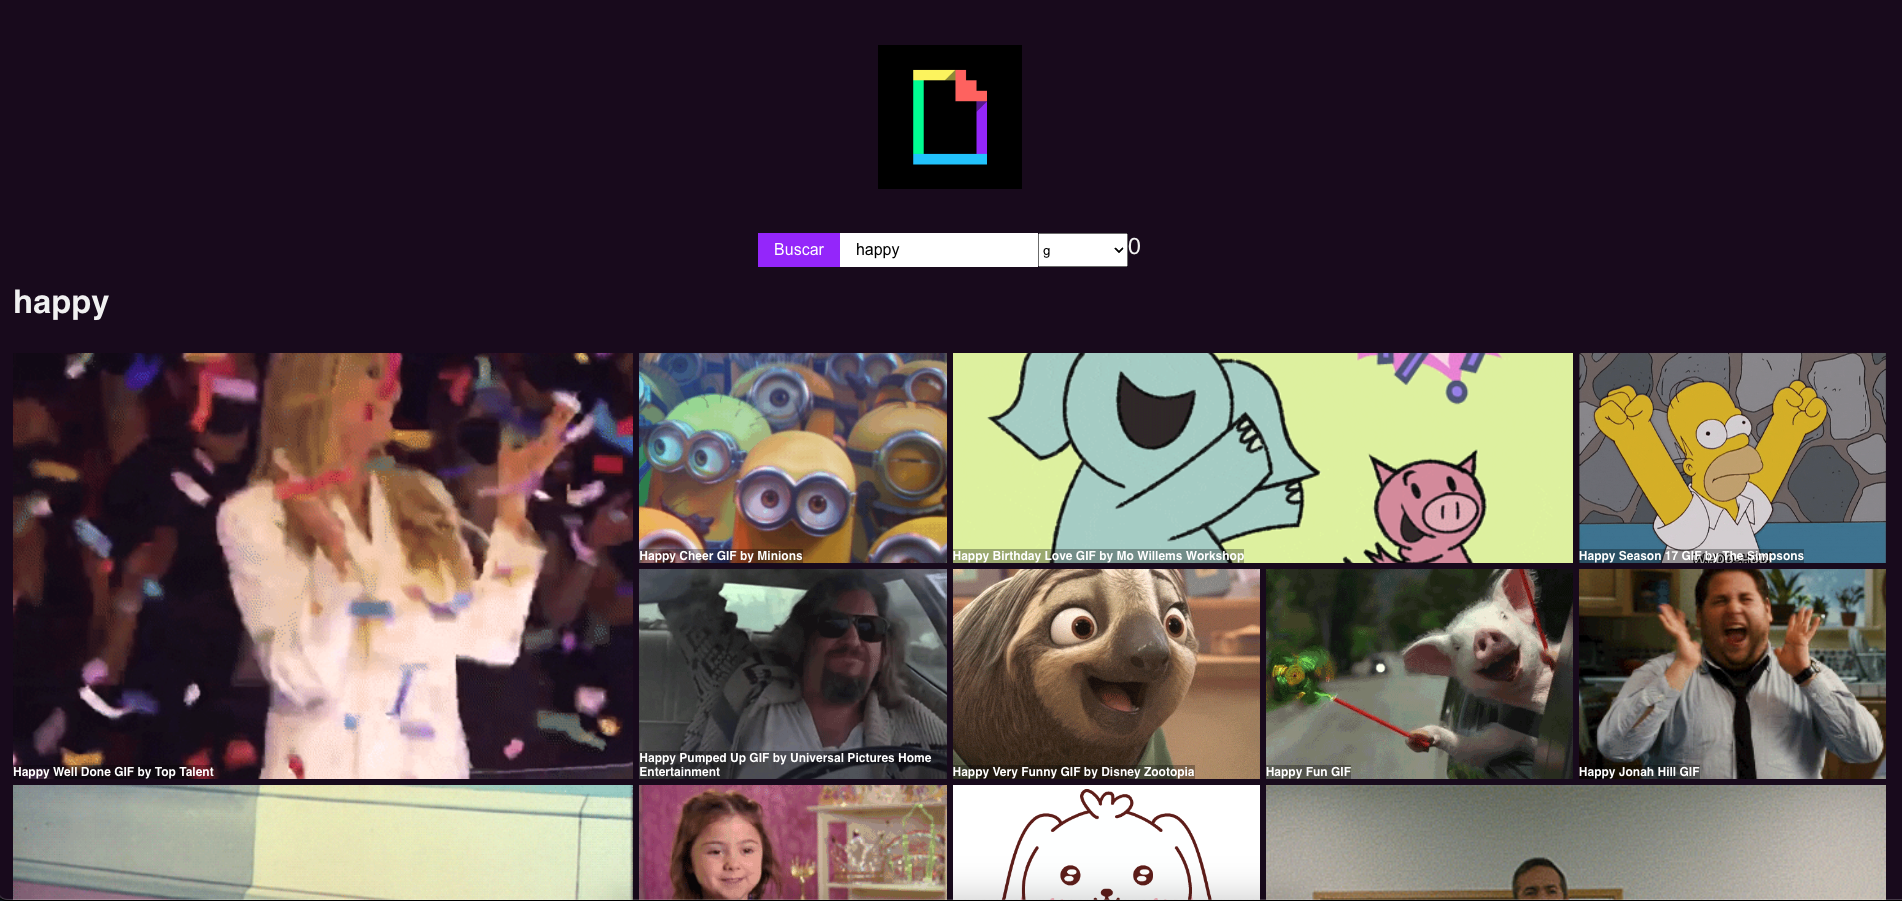 Buscar happy g 0
happy
Happy Cheer GIF by Minions
Happy Birthday Love GIF by Mo Willems Workshop
Happy Season 17 GIF by The Simpsons
Happy Well Done GIF by Top Talent
Happy Pumped Up GIF by Universal Pictures Home
Entertainment
Happy Very Funny GIF by Disney Zootopia
Happy Fun GIF
Happy Jonah Hill GIF